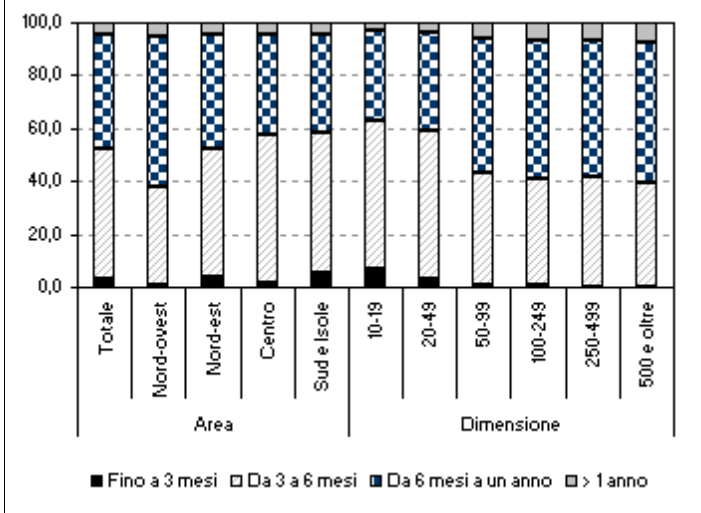 100,0
80,0
60,0
40,0
20,0
0,0
Totale
Nord-ovest
Nord-est
Centro
Sud e Isole
10-19
20-49
50-99
100-249
250-499
500 e oltre
Area Dimensione
Fino a 3 mesi Da 3 a 6 mesi Da 6 mesi a un anno > 1 anno